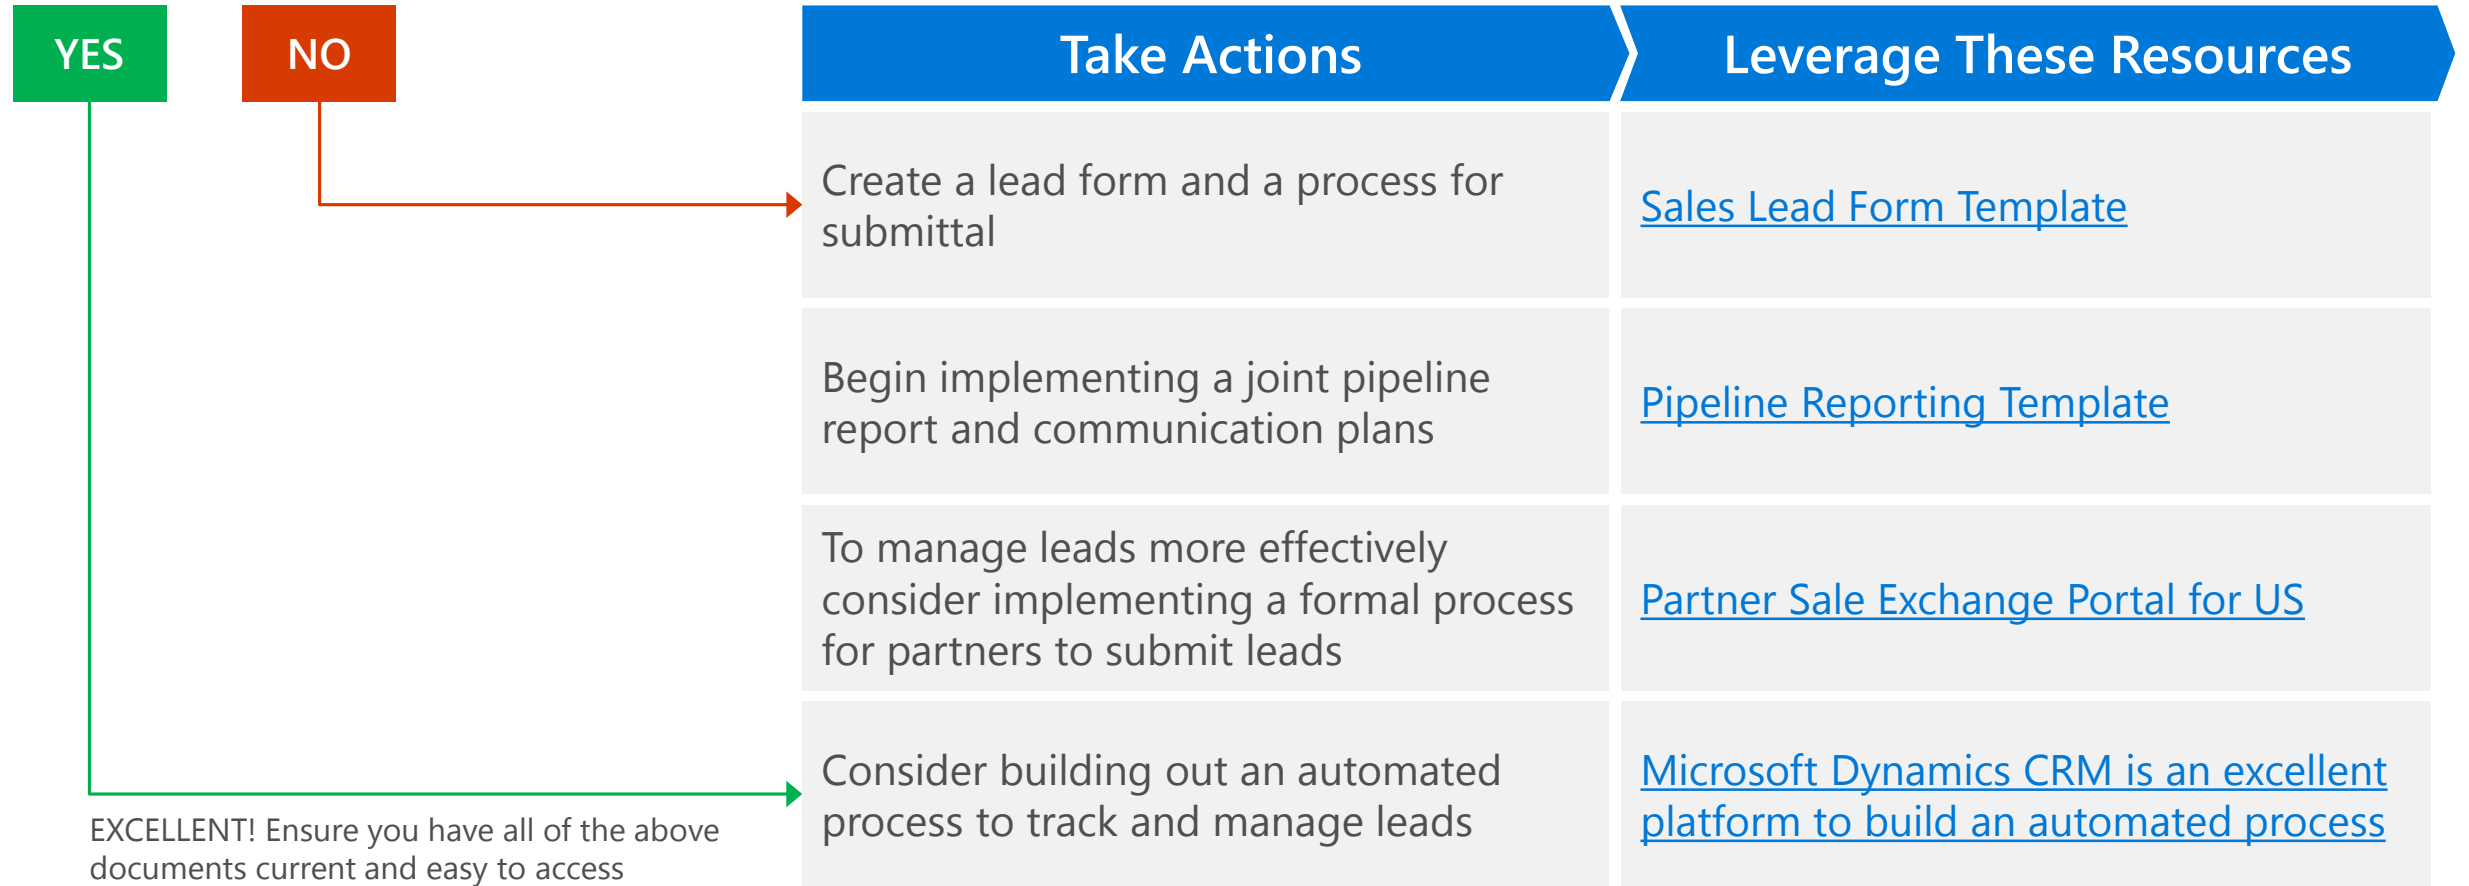 YES
NO
Take Actions
Leverage These Resources
Create a lead form and a process for
submittal
Sales Lead Form Template
Begin implementing a joint pipeline
report and communication plans
Pipeline Reporting Template
To manage leads more effectively
consider implementing a formal process
for partners to submit leads
Partner Sale Exchange Portal for US
Consider building out an automated
process to track and manage leads
Microsoft Dynamics CRM is an excellent
platform to build an automated process
EXCELLENT! Ensure you have all of the above
documents current and easy to access